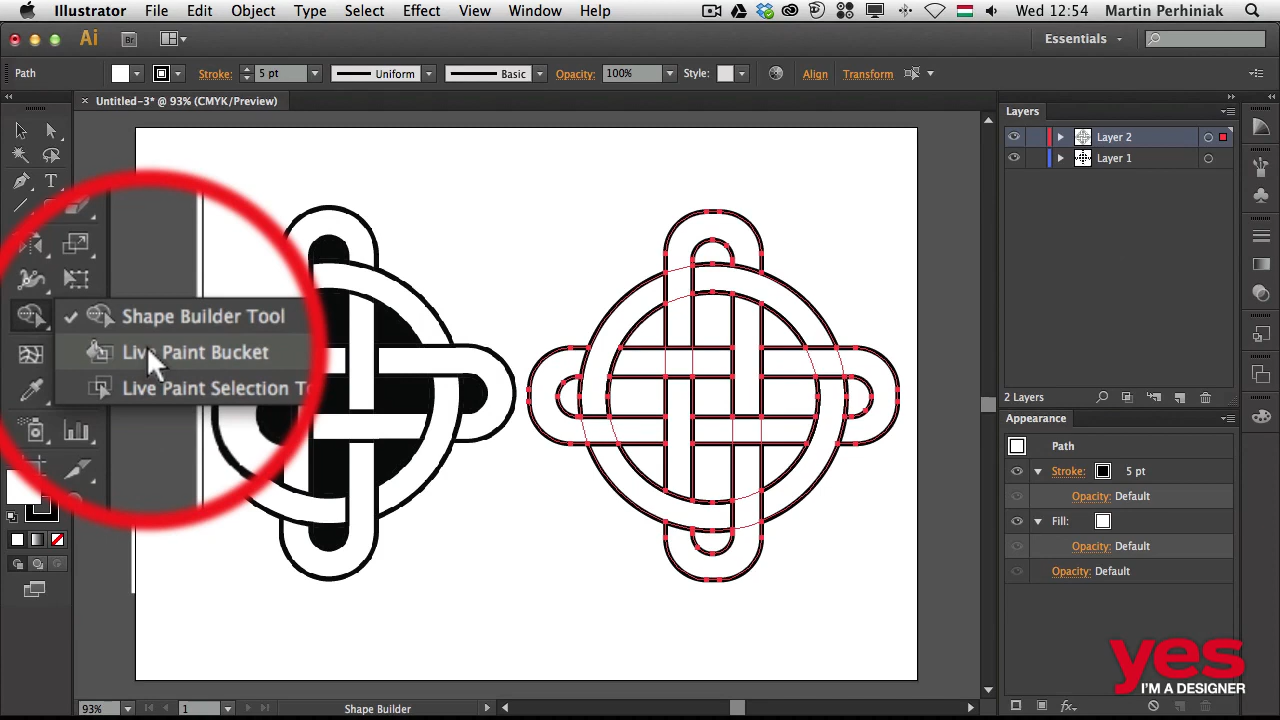 Illustrator File Edit Object Type Select Effect View Window Help Wed 12:54 Martin Perhiniak
Ai Br Essentials
Path Stroke: 5 pt Uniform Basic Opacity: 100% Style: Align Transform
Untitled-3* @ 93% (CMYK/Preview)
Layers
Layer 2
Layer 1
T
Shape Builder Tool
Live Paint Bucket
Live Paint Selection To
2 Layers
Appearance
Path
Stroke: 5 pt
Opacity: Default
Fill:
Opacity: Default
Opacity: Default
yes
I'M A DESIGNER
93% 1 Shape Builder
fx